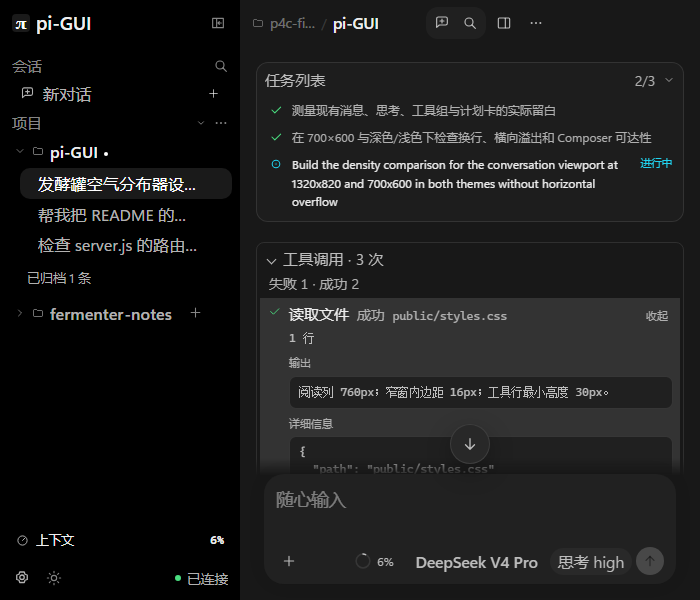 π pi-GUI
会话
新对话
项目
pi-GUI •
发酵罐空气分布器设...
帮我把 README 的...
检查 server.js 的路由...
已归档 1 条
fermenter-notes
上下文 6%
已连接
p4c-fi... / pi-GUI
任务列表 2/3
测量现有消息、思考、工具组与计划卡的实际留白
在 700×600 与深色/浅色下检查换行、横向溢出和 Composer 可达性
Build the density comparison for the conversation viewport at 进行中
1320x820 and 700x600 in both themes without horizontal
overflow
工具调用 · 3 次
失败 1 · 成功 2
读取文件 成功 public/styles.css 收起
1 行
输出
阅读列 760px；窄窗内边距 16px；工具行最小高度 30px。
详细信息
{
"path": "public/styles.css"
随心输入
6% DeepSeek V4 Pro 思考 high